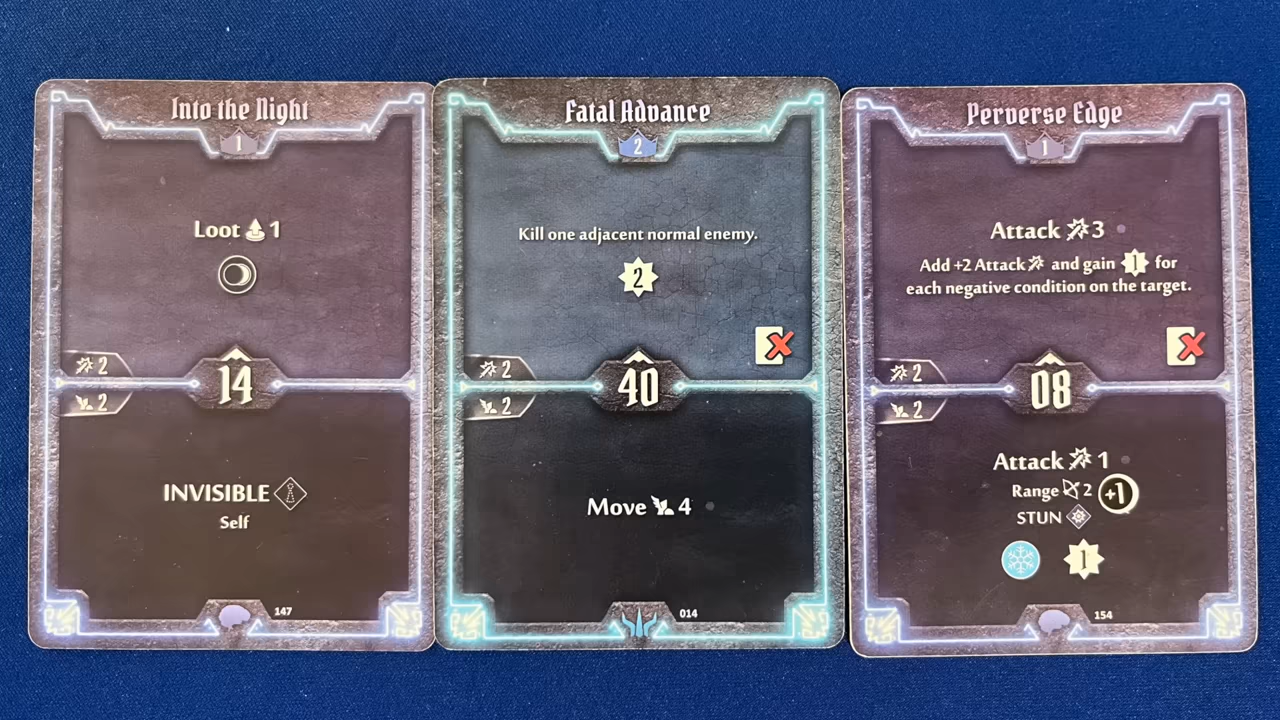 Into the Night
1
Loot 1
2
14
2
INVISIBLE
Self
147
Fatal Advance
2
Kill one adjacent normal enemy.
2
2
40
2
Move 4
014
Perverse Edge
1
Attack 3
Add +2 Attack and gain 1 for
each negative condition on the target.
2
08
2
Attack 1
Range 2 +1
STUN
1
154